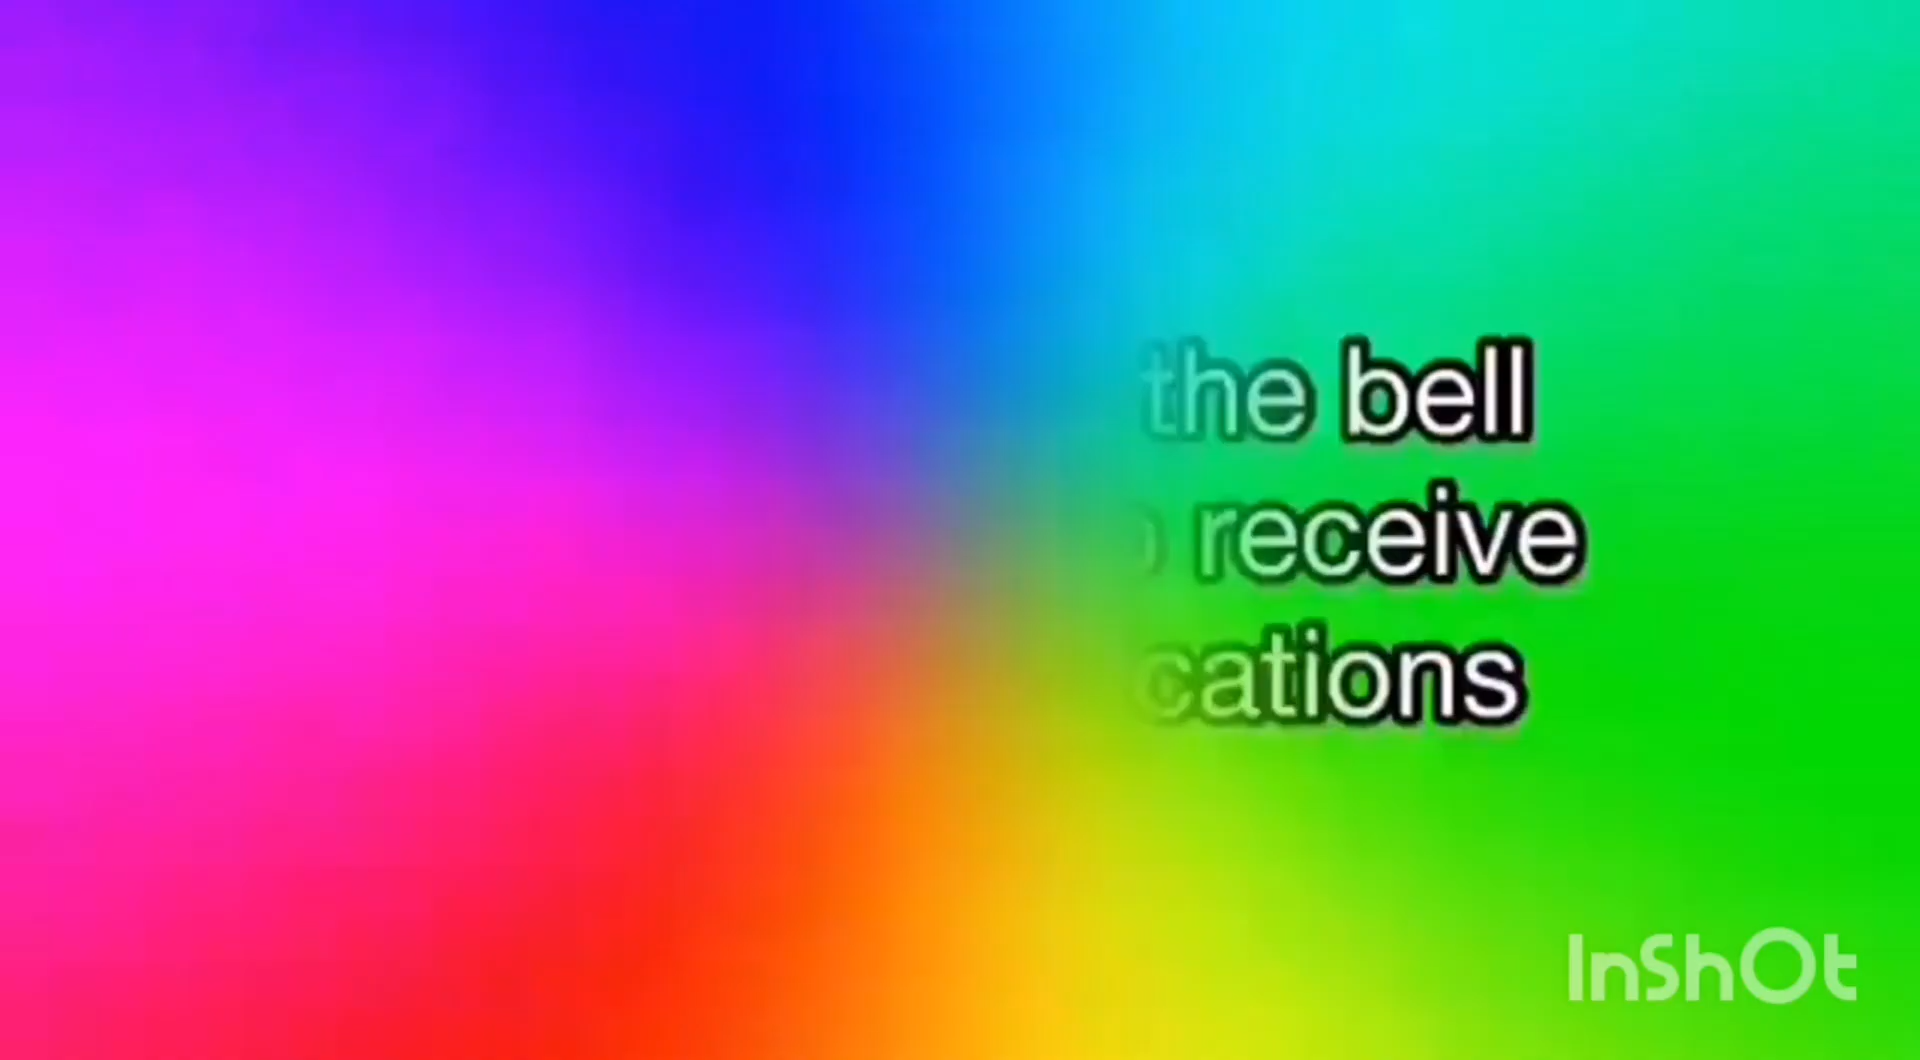 the bell
receive
cations
InShOt